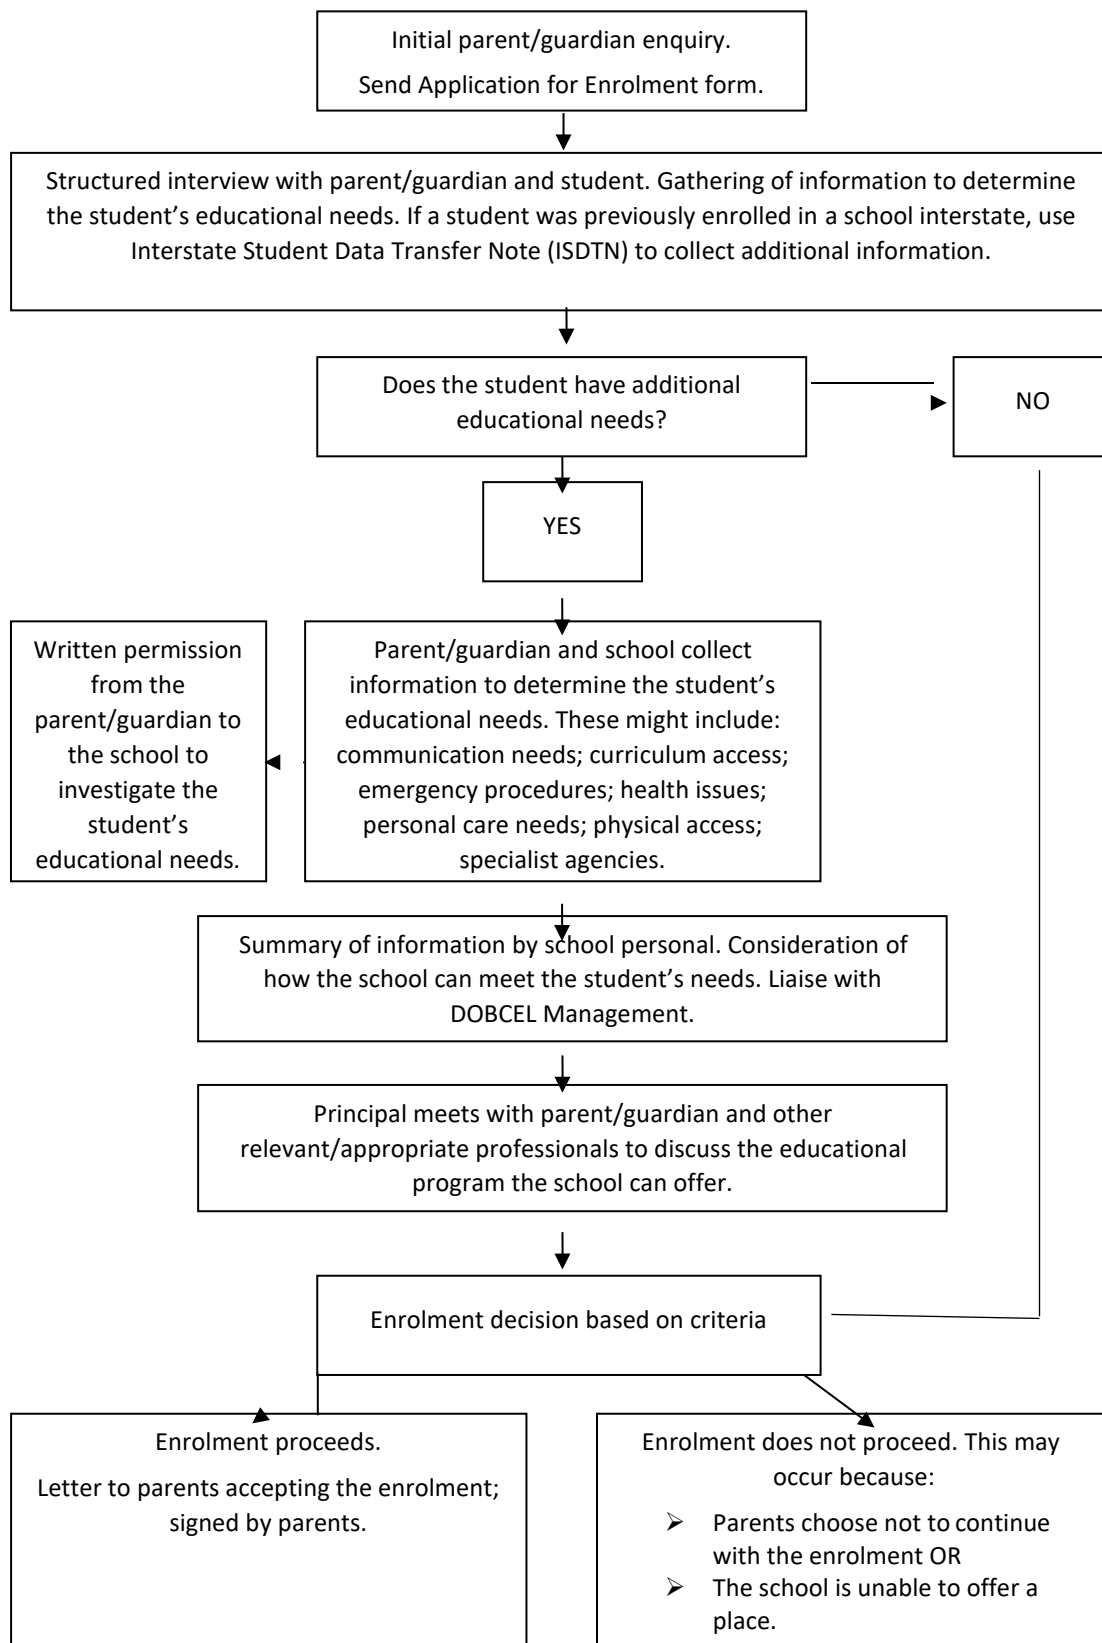 Initial parent/guardian enquiry.
Send Application for Enrolment form.
Structured interview with parent/guardian and student. Gathering of information to determine
the student’s educational needs. If a student was previously enrolled in a school interstate, use
Interstate Student Data Transfer Note (ISDTN) to collect additional information.
Does the student have additional
educational needs?
NO
YES
Written permission
from the
parent/guardian to
the school to
investigate the
student’s
educational needs.
Parent/guardian and school collect
information to determine the student’s
educational needs. These might include:
communication needs; curriculum access;
emergency procedures; health issues;
personal care needs; physical access;
specialist agencies.
Summary of information by school personal. Consideration of
how the school can meet the student’s needs. Liaise with
DOBCEL Management.
Principal meets with parent/guardian and other
relevant/appropriate professionals to discuss the educational
program the school can offer.
Enrolment decision based on criteria
Enrolment proceeds.
Letter to parents accepting the enrolment;
signed by parents.
Enrolment does not proceed. This may
occur because:
➢ Parents choose not to continue
with the enrolment OR
➢ The school is unable to offer a
place.